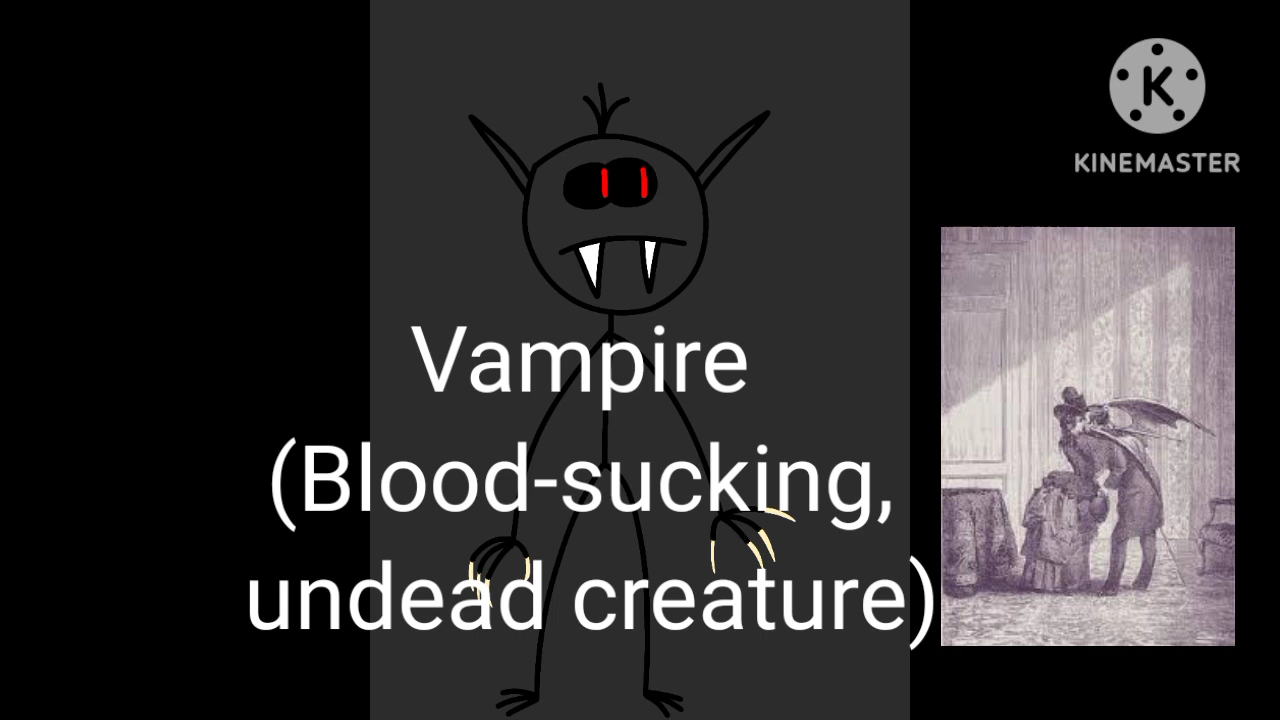 K
KINEMASTER
Vampire
(Blood-sucking,
undead creature)